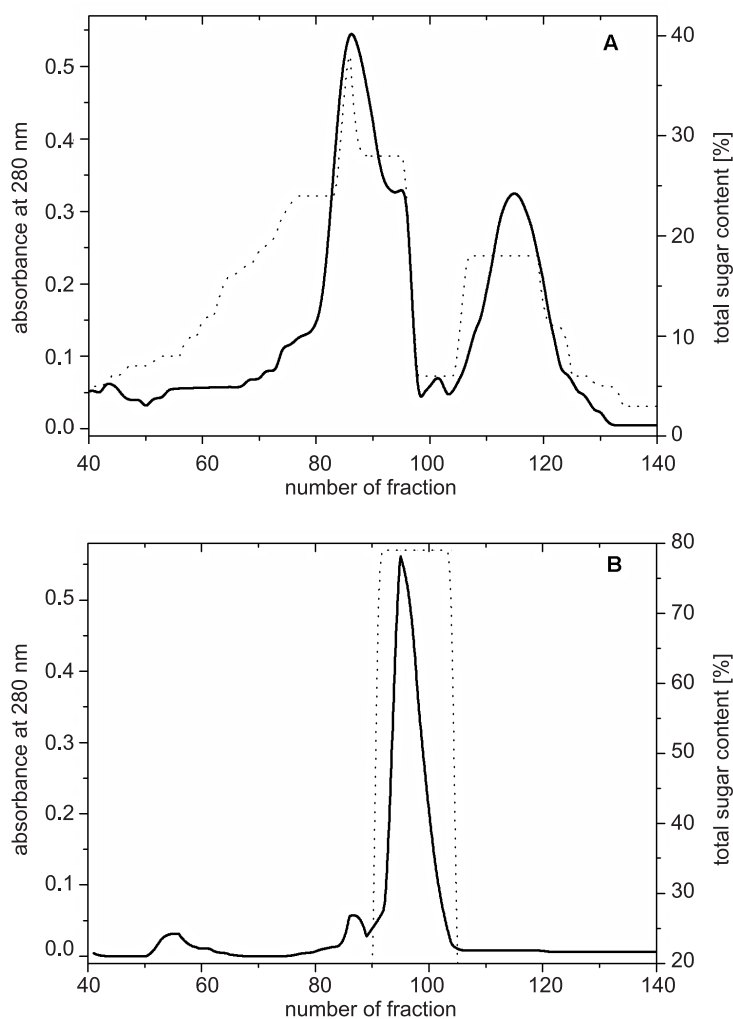 A
absorbance at 280 nm
0.5
0.4
0.3
0.2
0.1
0.0
total sugar content [%]
40
30
20
10
0
40 60 80 100 120 140
number of fraction
B
absorbance at 280 nm
0.5
0.4
0.3
0.2
0.1
0.0
total sugar content [%]
80
70
60
50
40
30
20
40 60 80 100 120 140
number of fraction